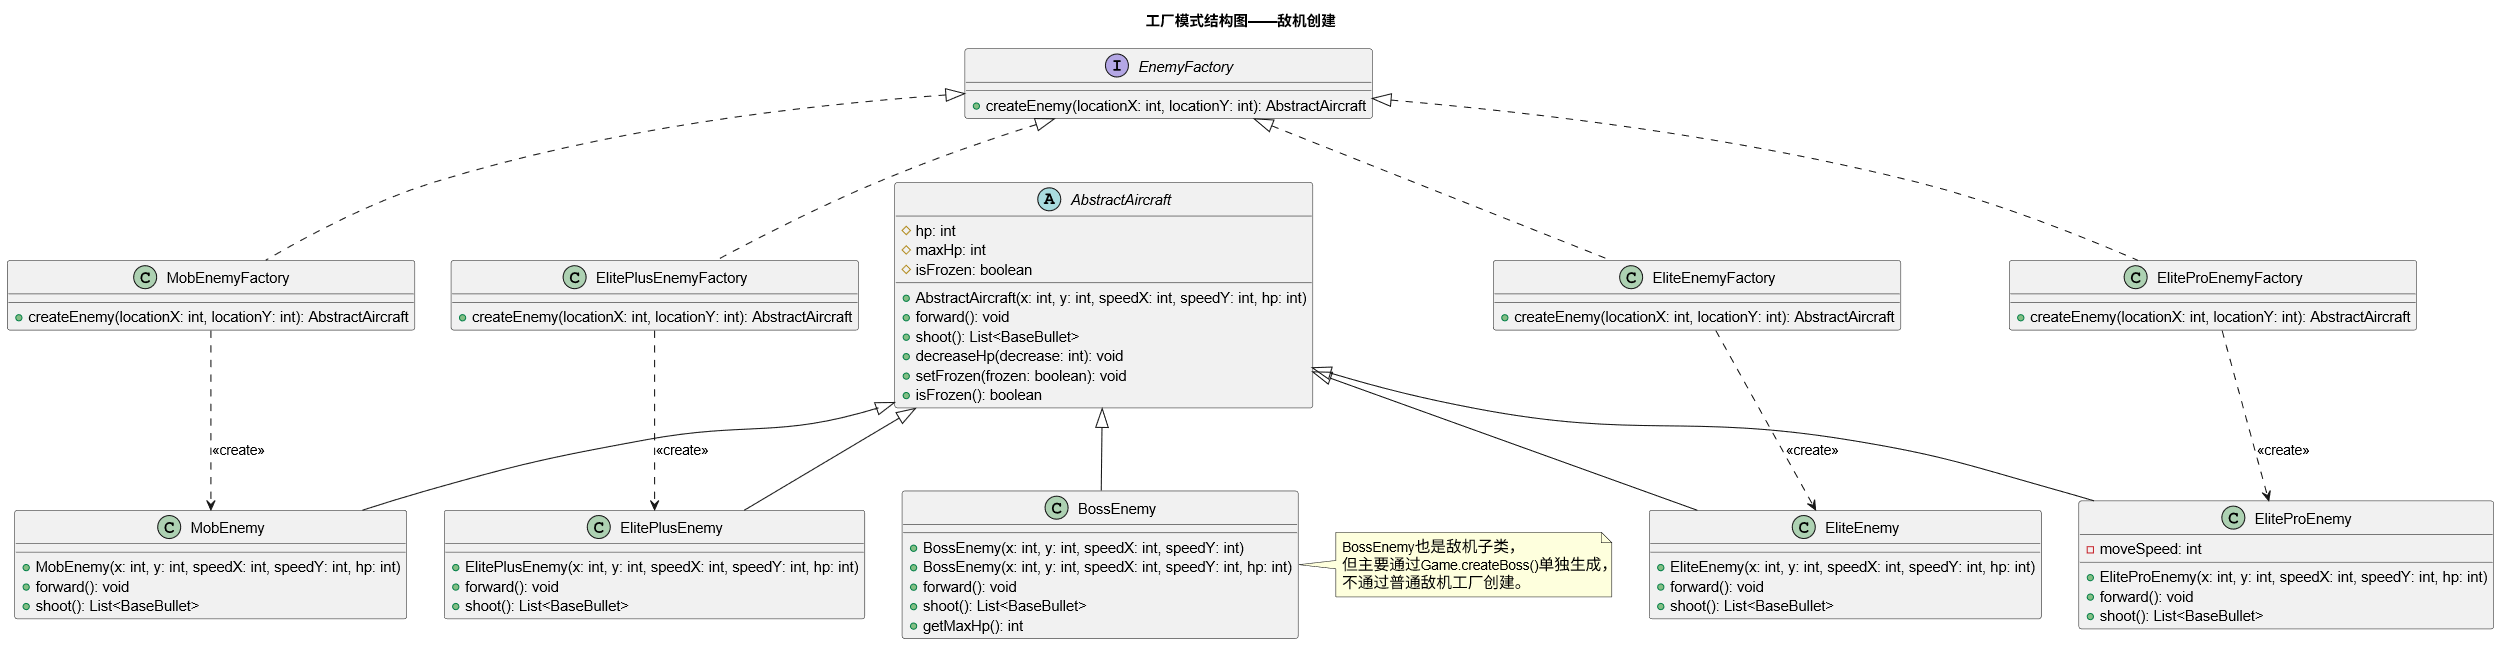 工厂模式结构图——敌机创建
I EnemyFactory
createEnemy(locationX: int, locationY: int): AbstractAircraft
A AbstractAircraft
hp: int
maxHp: int
isFrozen: boolean
AbstractAircraft(x: int, y: int, speedX: int, speedY: int, hp: int)
forward(): void
shoot(): List<BaseBullet>
decreaseHp(decrease: int): void
setFrozen(frozen: boolean): void
isFrozen(): boolean
C MobEnemyFactory
createEnemy(locationX: int, locationY: int): AbstractAircraft
C ElitePlusEnemyFactory
createEnemy(locationX: int, locationY: int): AbstractAircraft
C EliteEnemyFactory
createEnemy(locationX: int, locationY: int): AbstractAircraft
C EliteProEnemyFactory
createEnemy(locationX: int, locationY: int): AbstractAircraft
«create»
«create»
«create»
«create»
C MobEnemy
MobEnemy(x: int, y: int, speedX: int, speedY: int, hp: int)
forward(): void
shoot(): List<BaseBullet>
C ElitePlusEnemy
ElitePlusEnemy(x: int, y: int, speedX: int, speedY: int, hp: int)
forward(): void
shoot(): List<BaseBullet>
C BossEnemy
BossEnemy(x: int, y: int, speedX: int, speedY: int)
BossEnemy(x: int, y: int, speedX: int, speedY: int, hp: int)
forward(): void
shoot(): List<BaseBullet>
getMaxHp(): int
BossEnemy也是敌机子类，
但主要通过Game.createBoss()单独生成，
不通过普通敌机工厂创建。
C EliteEnemy
EliteEnemy(x: int, y: int, speedX: int, speedY: int, hp: int)
forward(): void
shoot(): List<BaseBullet>
C EliteProEnemy
moveSpeed: int
EliteProEnemy(x: int, y: int, speedX: int, speedY: int, hp: int)
forward(): void
shoot(): List<BaseBullet>